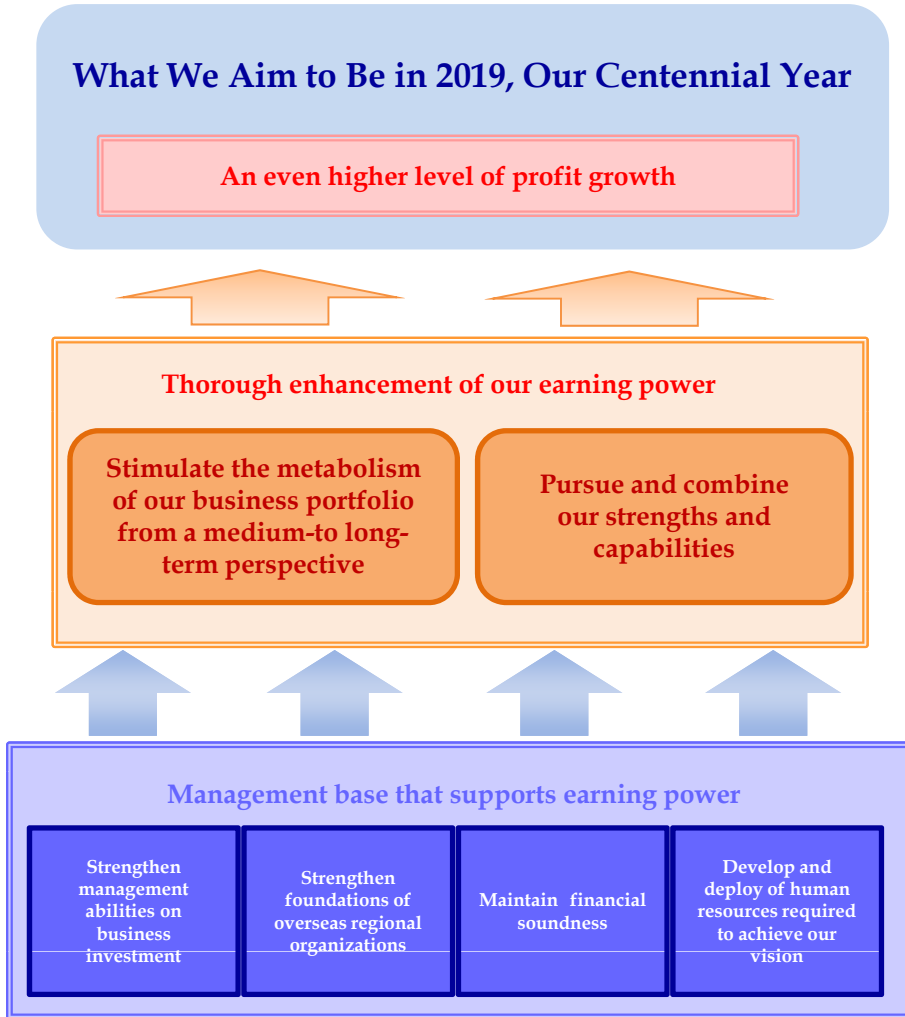 What We Aim to Be in 2019, Our Centennial Year
An even higher level of profit growth
Thorough enhancement of our earning power
Stimulate the metabolism
of our business portfolio
from a medium-to long-
term perspective
Pursue and combine
our strengths and
capabilities
Management base that supports earning power
Strengthen
management
abilities on
business
investment
Strengthen
foundations of
overseas regional
organizations
Maintain financial
soundness
Develop and
deploy of human
resources required
to achieve our
vision